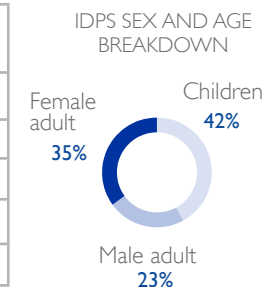 IDPS SEX AND AGE
BREAKDOWN
Female
adult
35%
Children
42%
Male adult
23%